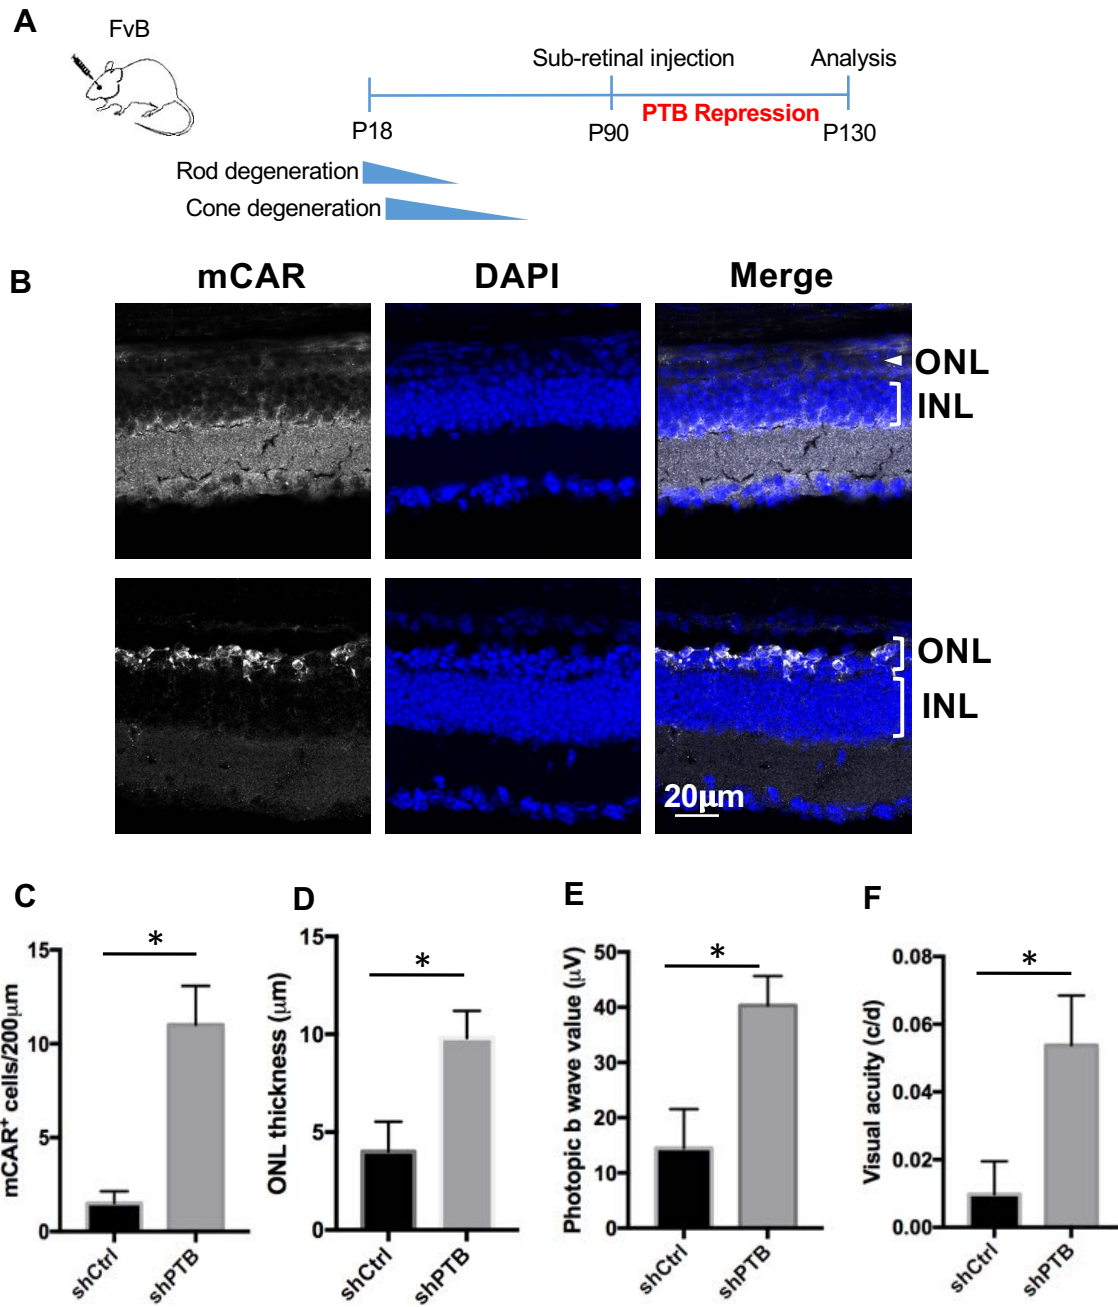 A
FvB
Sub-retinal injection
Analysis
PTB Repression
P18
P90
P130
Rod degeneration
Cone degeneration
B
mCAR
DAPI
Merge
ONL
INL
ONL
INL
20μm
C
mCAR⁺ cells/200μm
15
10
5
0
*
shCtrl
shPTB
D
ONL thickness (μm)
15
10
5
0
*
shCtrl
shPTB
E
Photopic b wave value (μV)
50
40
30
20
10
0
*
shCtrl
shPTB
F
Visual acuity (c/d)
0.08
0.06
0.04
0.02
0.00
*
shCtrl
shPTB